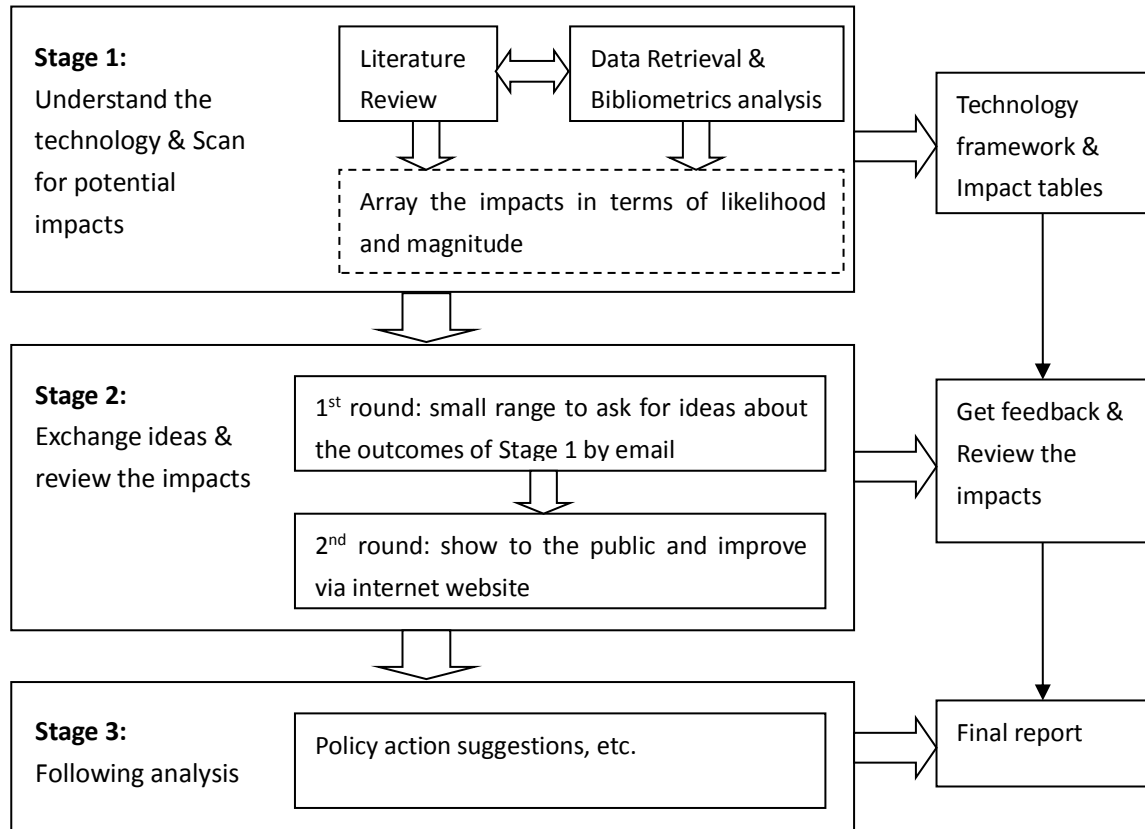 Stage 1:
Understand the
technology & Scan
for potential
impacts
Literature
Review
Data Retrieval &
Bibliometrics analysis
Array the impacts in terms of likelihood
and magnitude
Technology
framework &
Impact tables
Stage 2:
Exchange ideas &
review the impacts
1st round: small range to ask for ideas about
the outcomes of Stage 1 by email
2nd round: show to the public and improve
via internet website
Get feedback &
Review the
impacts
Stage 3:
Following analysis
Policy action suggestions, etc.
Final report